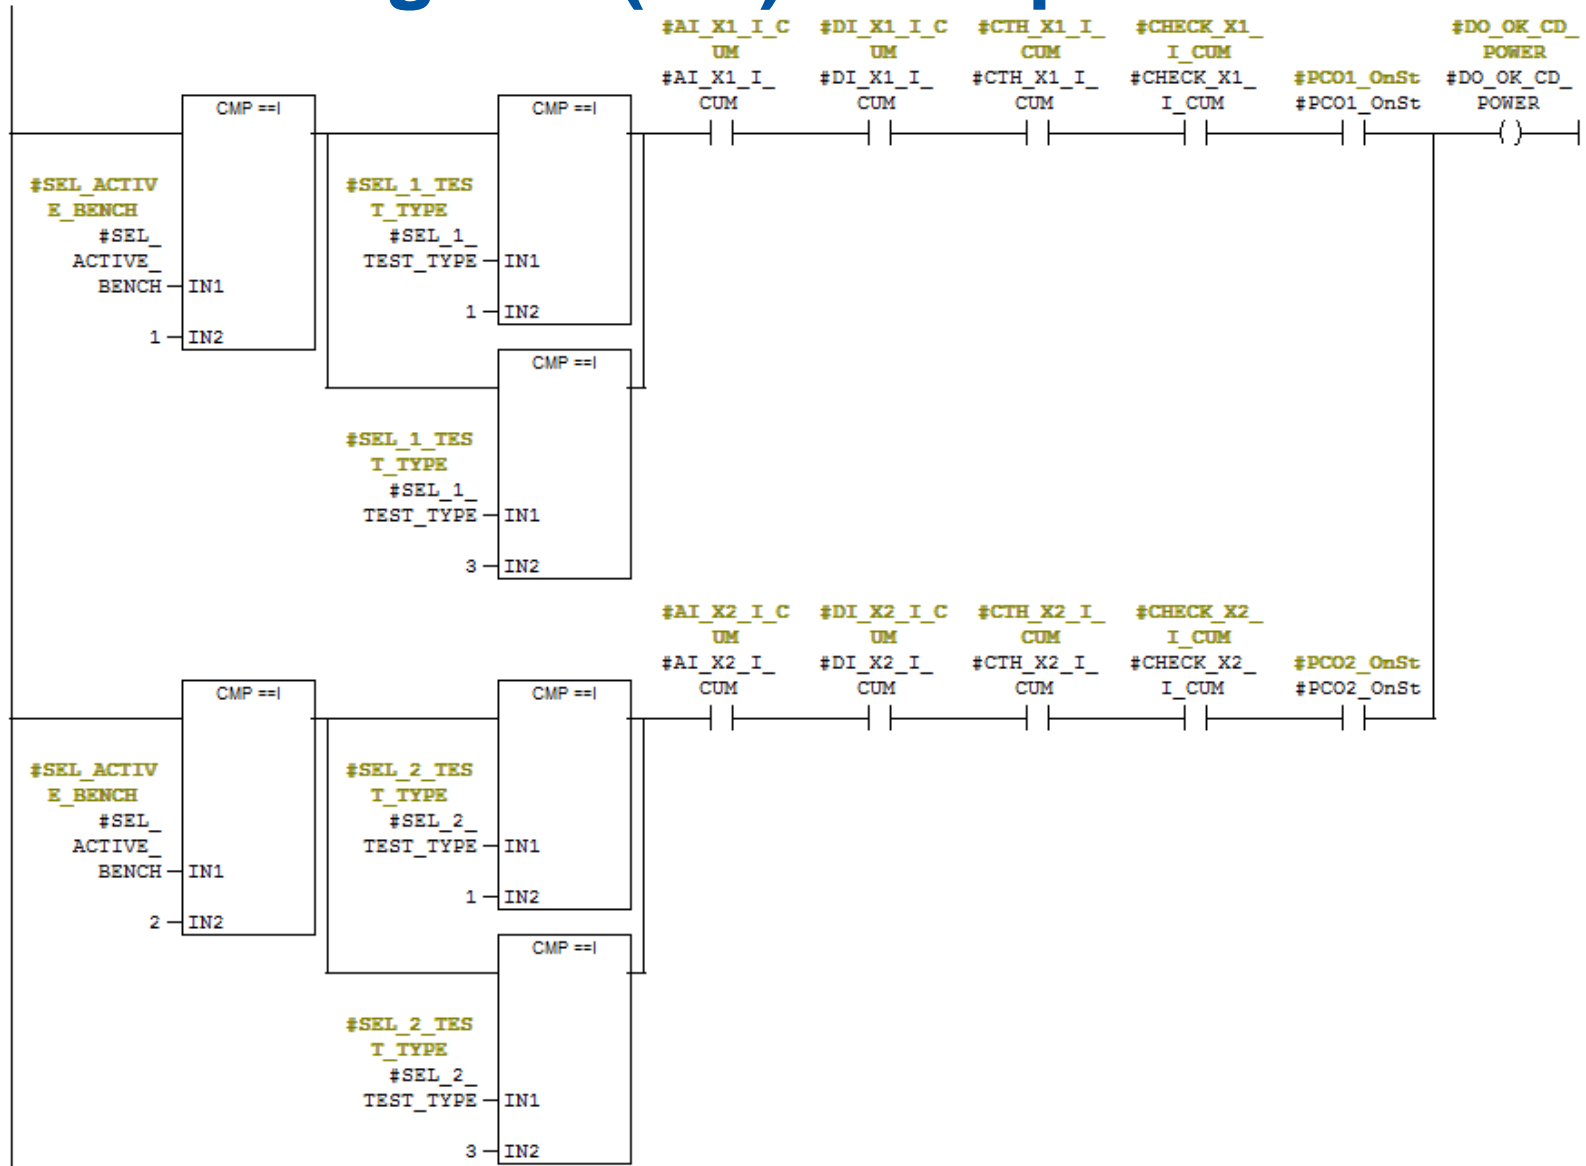 #AI_X1_I_C #DI_X1_I_C #CTH_X1_I_ #CHECK_X1_ #DO_OK_CD_
UM UM CUM I_CUM POWER
#AI_X1_I_ #DI_X1_I_ #CTH_X1_I_ #CHECK_X1_ #PCO1_OnSt #DO_OK_CD_
CUM CUM CUM I_CUM #PCO1_OnSt POWER
CMP ==I CMP ==I
#SEL_ACTIV #SEL_1_TES
E_BENCH T_TYPE
#SEL_ #SEL_1_
ACTIVE_ TEST_TYPE IN1
BENCH IN1
1 IN2
1 IN2
CMP ==I
#SEL_1_TES
T_TYPE
#SEL_1_
TEST_TYPE IN1
3 IN2
#AI_X2_I_C #DI_X2_I_C #CTH_X2_I_ #CHECK_X2_
UM UM CUM I_CUM
#AI_X2_I_ #DI_X2_I_ #CTH_X2_I_ #CHECK_X2_ #PCO2_OnSt
CUM CUM CUM I_CUM #PCO2_OnSt
CMP ==I CMP ==I
#SEL_ACTIV #SEL_2_TES
E_BENCH T_TYPE
#SEL_ #SEL_2_
ACTIVE_ TEST_TYPE IN1
BENCH IN1
1 IN2
2 IN2
CMP ==I
#SEL_2_TES
T_TYPE
#SEL_2_
TEST_TYPE IN1
3 IN2